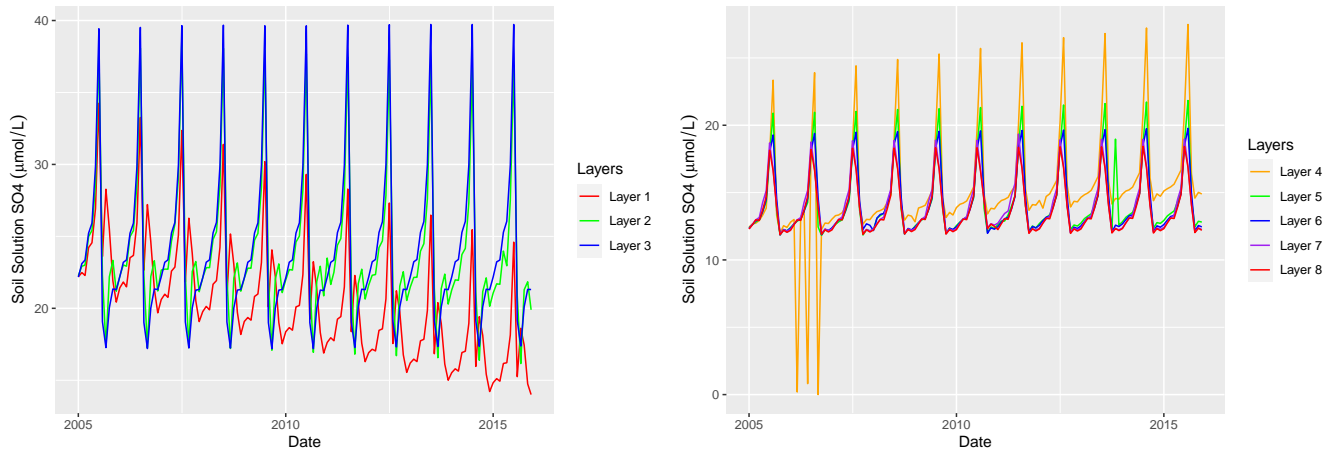 Soil Solution SO4 (μmol/L)
40
30
20
2005
2010
2015
Date
Layers
Layer 1
Layer 2
Layer 3
Soil Solution SO4 (μmol/L)
20
10
0
2005
2010
2015
Date
Layers
Layer 4
Layer 5
Layer 6
Layer 7
Layer 8